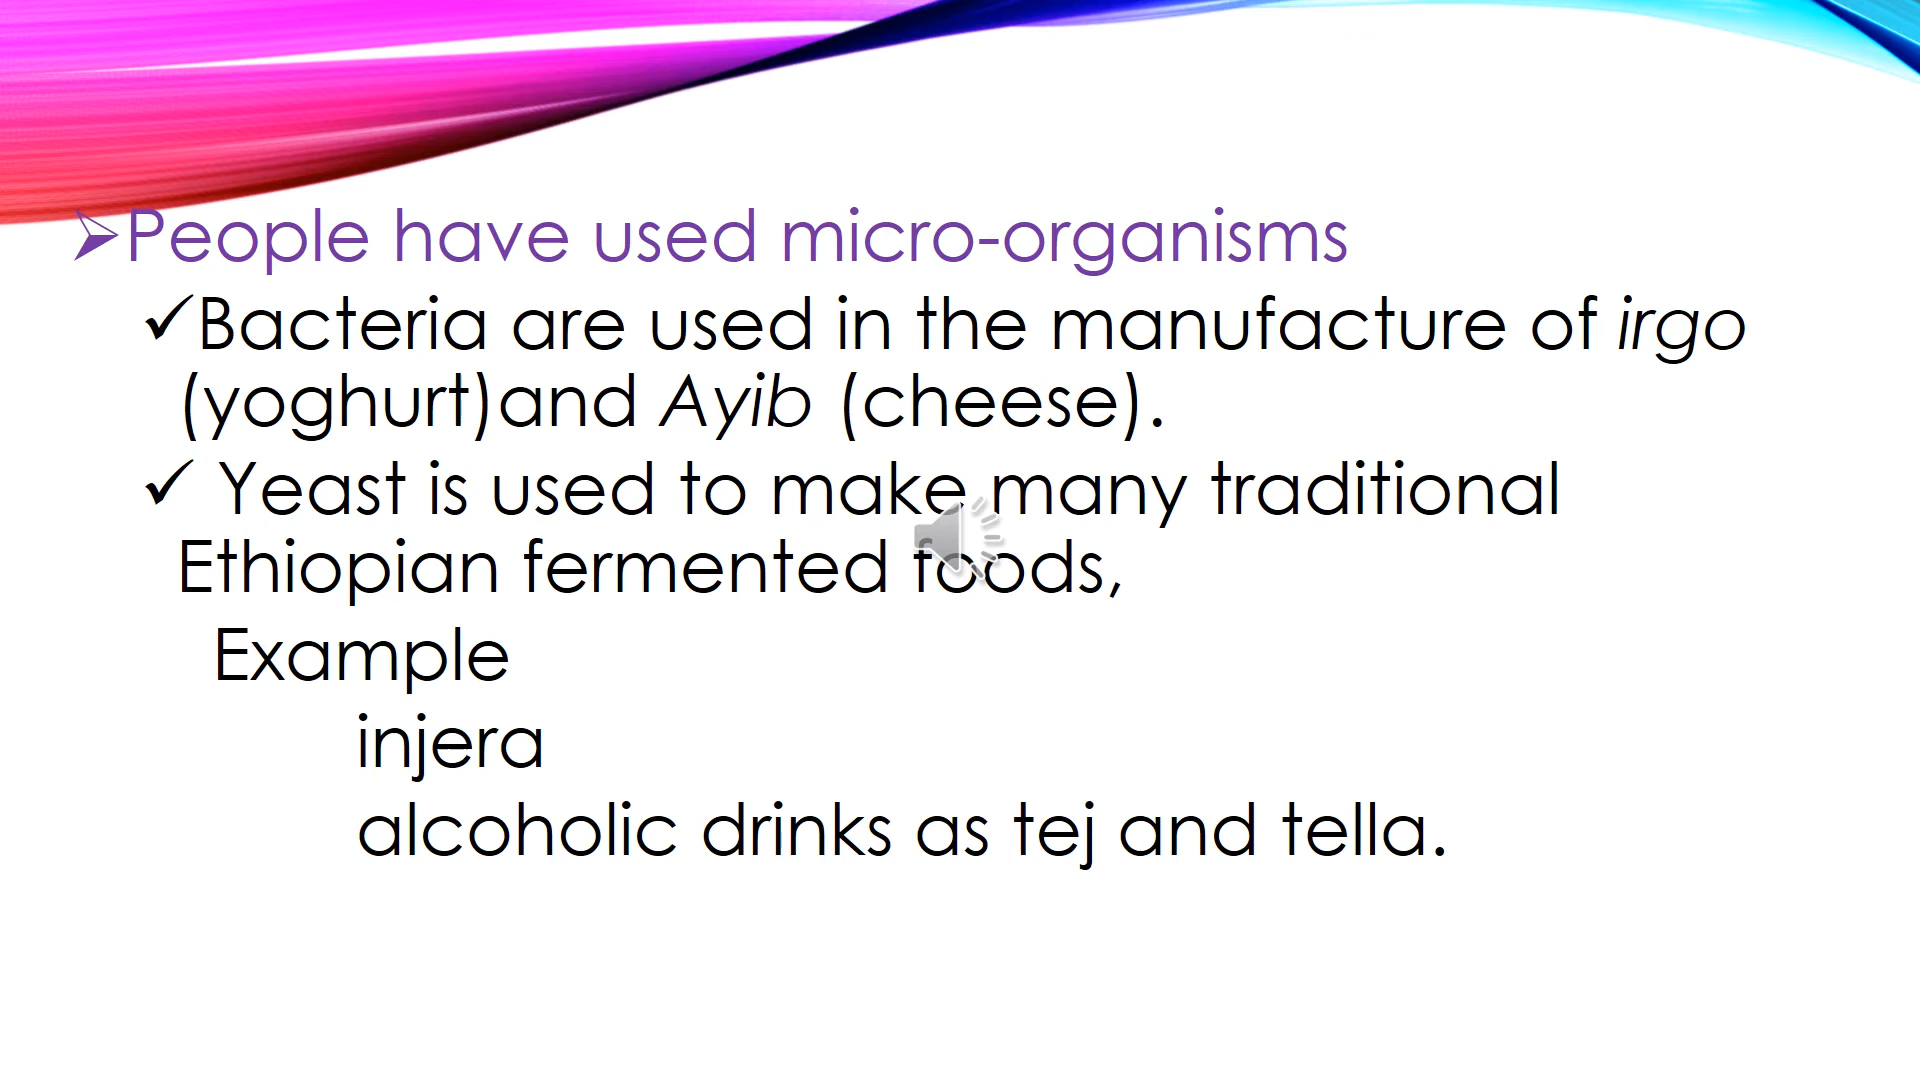 ➢People have used micro-organisms
✓Bacteria are used in the manufacture of irgo
(yoghurt)and Ayib (cheese).
✓ Yeast is used to make many traditional
Ethiopian fermented foods,
Example
injera
alcoholic drinks as tej and tella.